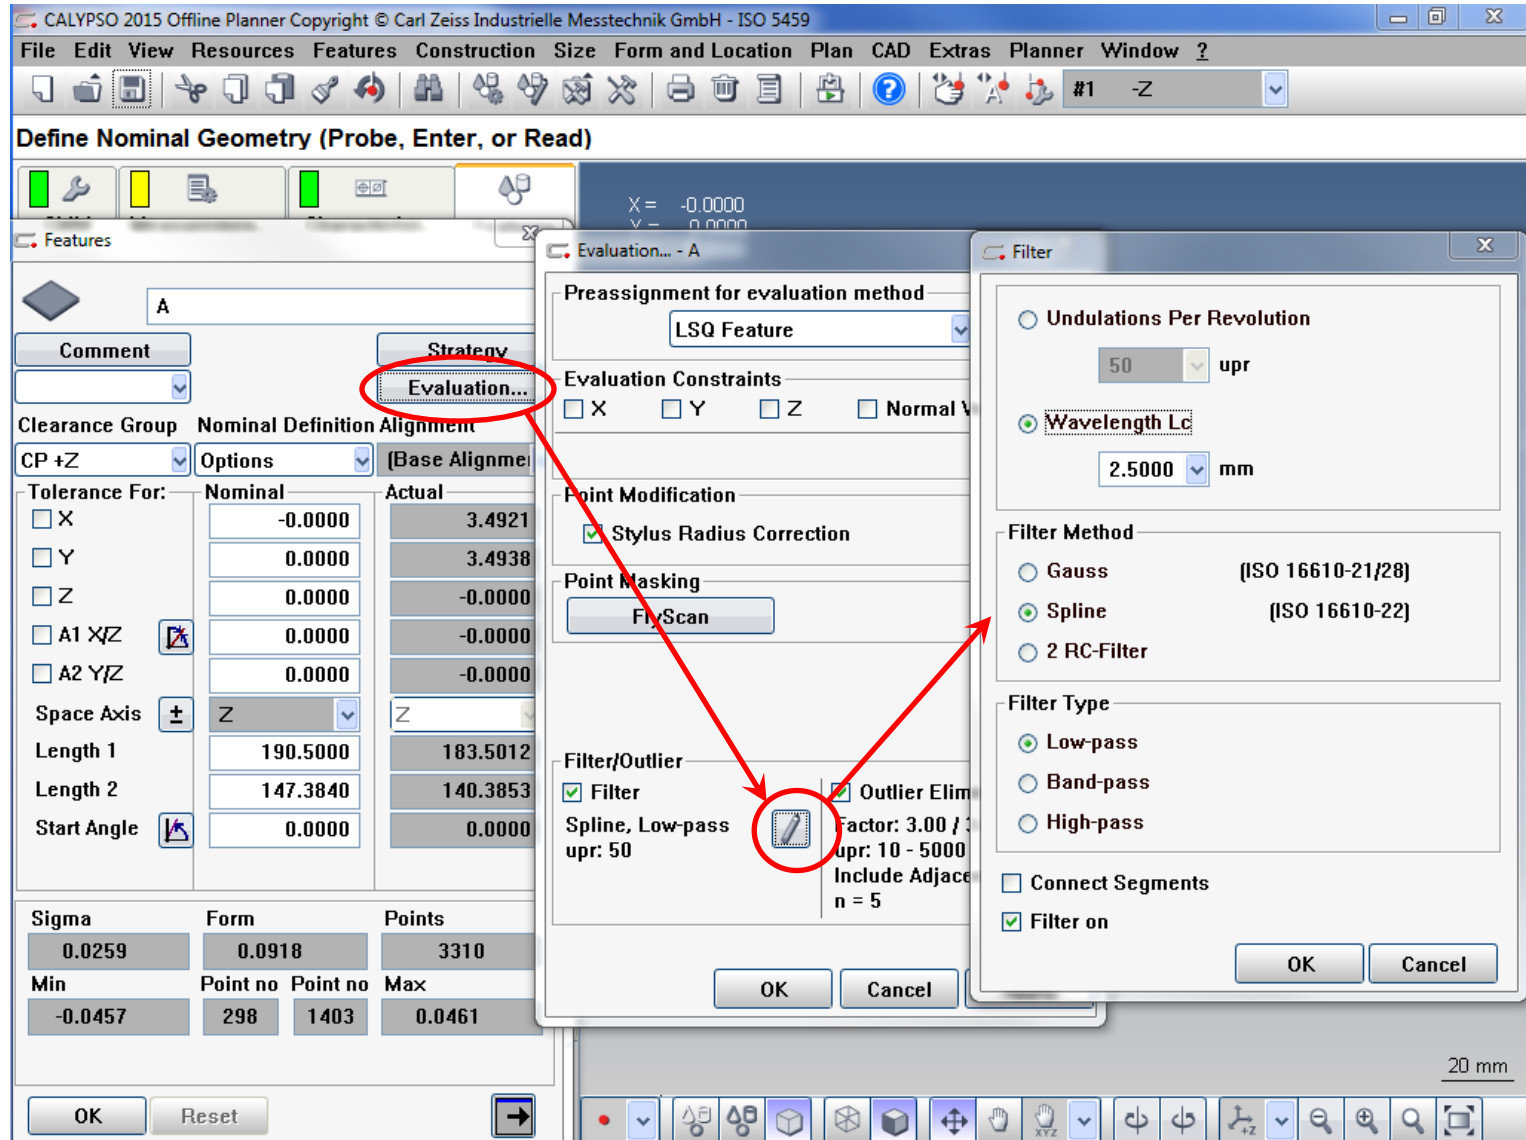 CALYPSO 2015 Offline Planner Copyright © Carl Zeiss Industrielle Messtechnik GmbH - ISO 5459
File Edit View Resources Features Construction Size Form and Location Plan CAD Extras Planner Window ?
#1 -Z
Define Nominal Geometry (Probe, Enter, or Read)
X = -0.0000
Features
A
Comment
Strategy
Evaluation...
Clearance Group Nominal Definition Alignment
CP +Z Options (Base Alignme
Tolerance For: Nominal Actual
X -0.0000 3.4921
Y 0.0000 3.4938
Z 0.0000 -0.0000
A1 X/Z 0.0000 -0.0000
A2 Y/Z 0.0000 -0.0000
Space Axis ± Z Z
Length 1 190.5000 183.5012
Length 2 147.3840 140.3853
Start Angle 0.0000 0.0000
Sigma Form Points
0.0259 0.0918 3310
Min Point no Point no Max
-0.0457 298 1403 0.0461
OK Reset
Evaluation... - A
Preassignment for evaluation method
LSQ Feature
Evaluation Constraints
X Y Z Normal V
Point Modification
Stylus Radius Correction
Point Masking
FlyScan
Filter/Outlier
Filter
Spline, Low-pass
upr: 50
Outlier Elim
Factor: 3.00 /
upr: 10 - 5000
Include Adjace
n = 5
OK Cancel
Filter
Undulations Per Revolution
50 upr
Wavelength Lc
2.5000 mm
Filter Method
Gauss (ISO 16610-21/28)
Spline (ISO 16610-22)
2 RC-Filter
Filter Type
Low-pass
Band-pass
High-pass
Connect Segments
Filter on
OK Cancel
20 mm
XYZ
+Z